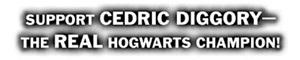 SUPPORT CEDRIC DIGGORY—
THE REAL HOGWARTS CHAMPION!